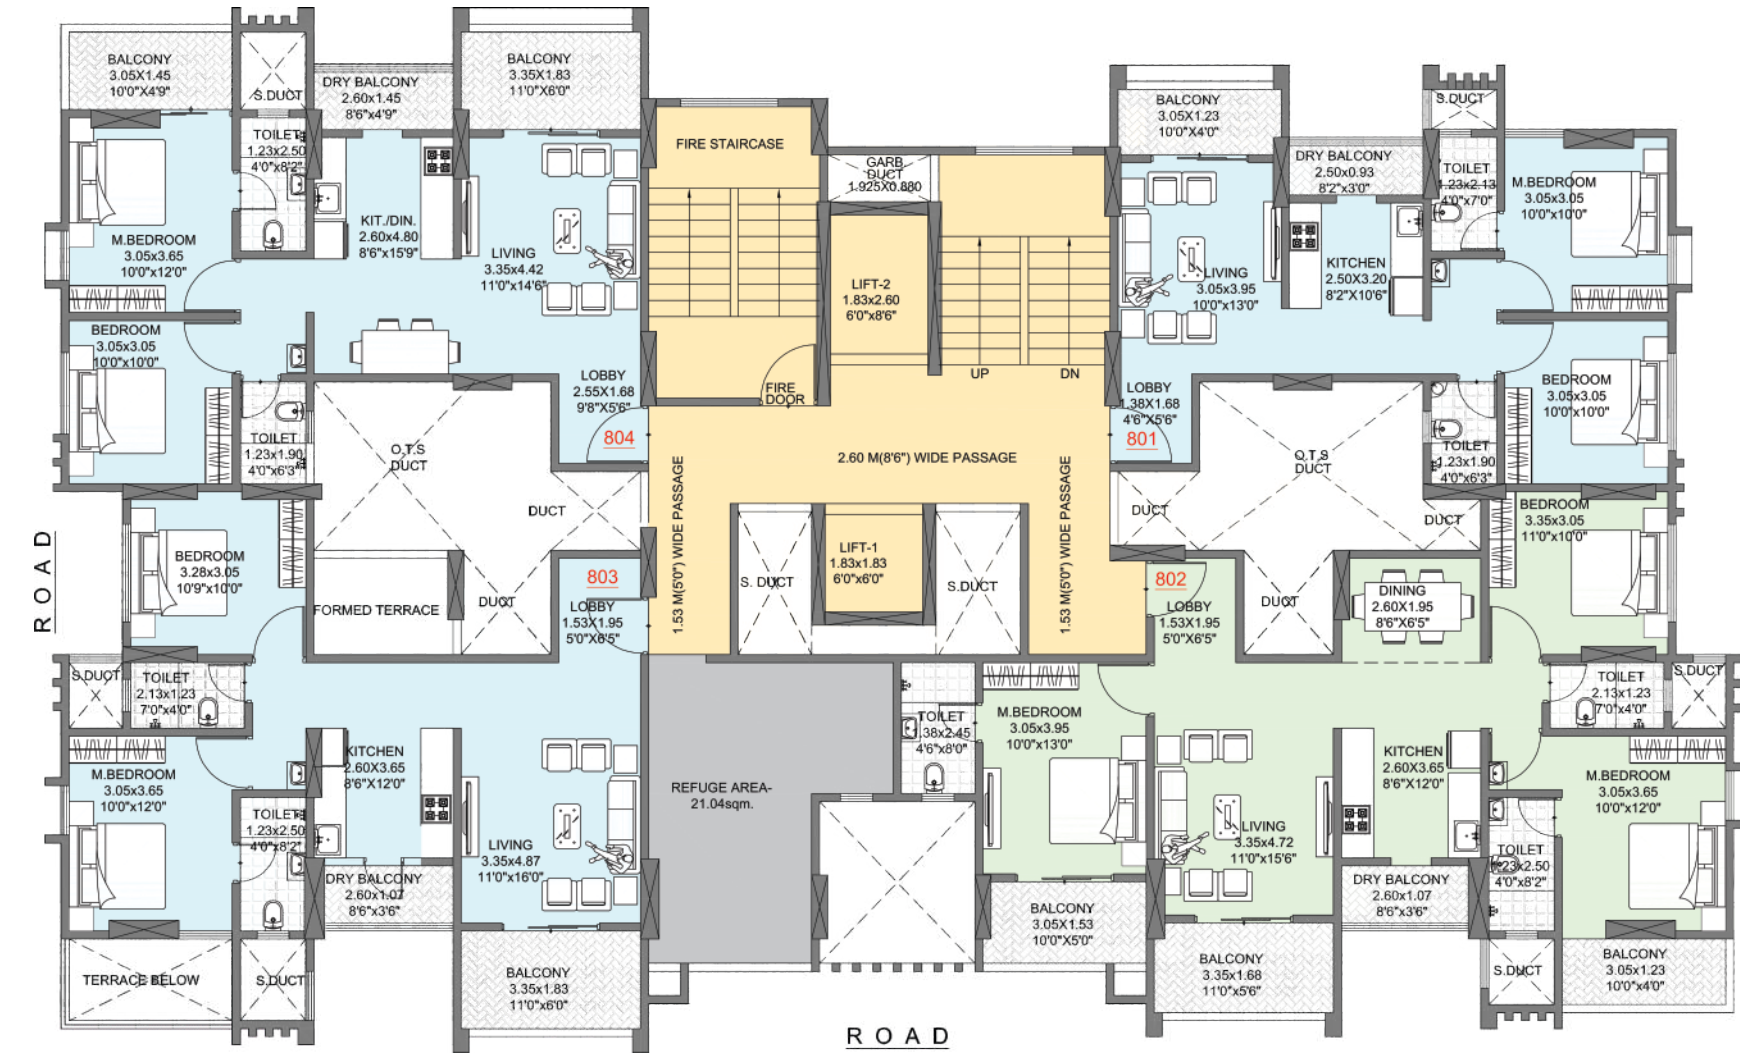 BALCONY
3.05X1.45
10'0"X4'9"
S.DUCT
DRY BALCONY
2.60x1.45
8'6"x4'9"
BALCONY
3.35X1.83
11'0"X6'0"
TOILET
1.23x2.50
4'0"x8'2"
M.BEDROOM
3.05x3.65
10'0"x12'0"
KIT./DIN.
2.60x4.80
8'6"x15'9"
LIVING
3.35x4.42
11'0"x14'6"
BEDROOM
3.05x3.05
10'0"x10'0"
TOILET
1.23x1.90
4'0"x6'3"
LOBBY
2.55X1.68
9'8"X5'6"
804
FIRE STAIRCASE
FIRE
DOOR
GARB.
DUCT
1.925X0.880
LIFT-2
1.83x2.60
6'0"x8'6"
UP
DN
2.60 M(8'6") WIDE PASSAGE
1.53 M(5'0") WIDE PASSAGE
1.53 M(5'0") WIDE PASSAGE
BALCONY
3.05X1.23
10'0"X4'0"
DRY BALCONY
2.50x0.93
8'2"x3'0"
S.DUCT
TOILET
1.23x2.13
4'0"x7'0"
M.BEDROOM
3.05x3.05
10'0"x10'0"
LIVING
3.05x3.95
10'0"x13'0"
KITCHEN
2.50X3.20
8'2"X10'6"
LOBBY
1.38X1.68
4'6"X5'6"
801
BEDROOM
3.05x3.05
10'0"x10'0"
TOILET
1.23x1.90
4'0"x6'3"
O.T.S
DUCT
DUCT
DUCT
FORMED TERRACE
O.T.S
DUCT
DUCT
DUCT
DUCT
ROAD
BEDROOM
3.28x3.05
10'9"x10'0"
803
LOBBY
1.53X1.95
5'0"X6'5"
S.DUCT
TOILET
2.13x1.23
7'0"x4'0"
M.BEDROOM
3.05x3.65
10'0"x12'0"
KITCHEN
2.60X3.65
8'6"X12'0"
TOILET
1.23x2.50
4'0"x8'2"
LIVING
3.35x4.87
11'0"x16'0"
DRY BALCONY
2.60x1.07
8'6"x3'6"
TERRACE BELOW
S.DUCT
BALCONY
3.35x1.83
11'0"x6'0"
S. DUCT
LIFT-1
1.83x1.83
6'0"x6'0"
S.DUCT
REFUGE AREA-
21.04sqm.
802
LOBBY
1.53X1.95
5'0"X6'5"
DINING
2.60X1.95
8'6"X6'5"
BEDROOM
3.35x3.05
11'0"x10'0"
TOILET
2.13x1.23
7'0"x4'0"
S.DUCT
TOILET
1.38x2.45
4'6"x8'0"
M.BEDROOM
3.05x3.95
10'0"x13'0"
LIVING
3.35x4.72
11'0"x15'6"
KITCHEN
2.60X3.65
8'6"X12'0"
M.BEDROOM
3.05x3.65
10'0"x12'0"
TOILET
1.23x2.50
4'0"x8'2"
DRY BALCONY
2.60x1.07
8'6"x3'6"
BALCONY
3.05X1.53
10'0"X5'0"
BALCONY
3.35x1.68
11'0"x5'6"
S.DUCT
BALCONY
3.05x1.23
10'0"x4'0"
ROAD